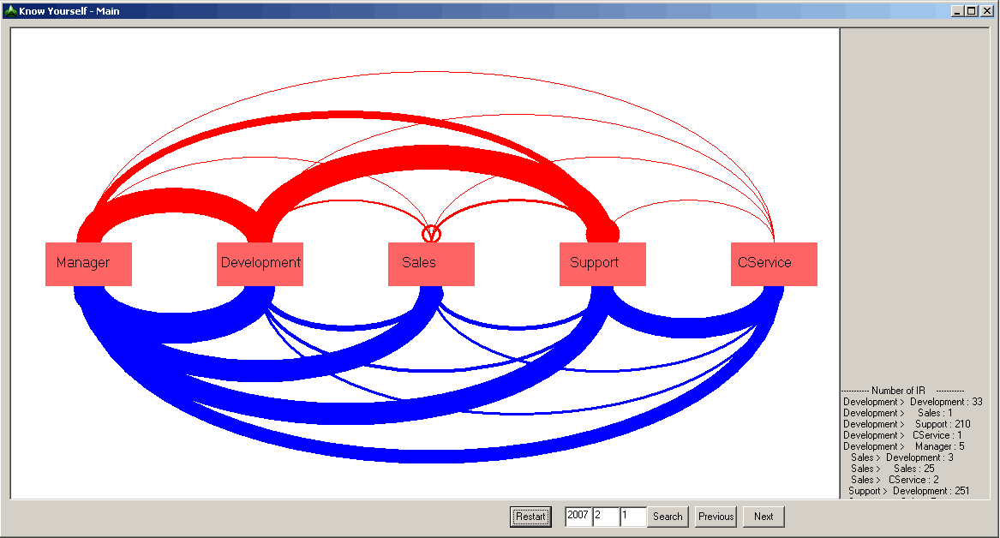 Know Yourself - Main
Manager
Development
Sales
Support
CService
----------- Number of IR -----------
Development > Development : 33
Development > Sales : 1
Development > Support : 210
Development > CService : 1
Development > Manager : 5
Sales > Development : 3
Sales > Sales : 25
Sales > CService : 2
Support > Development : 251
Restart 2007 2 1 Search Previous Next